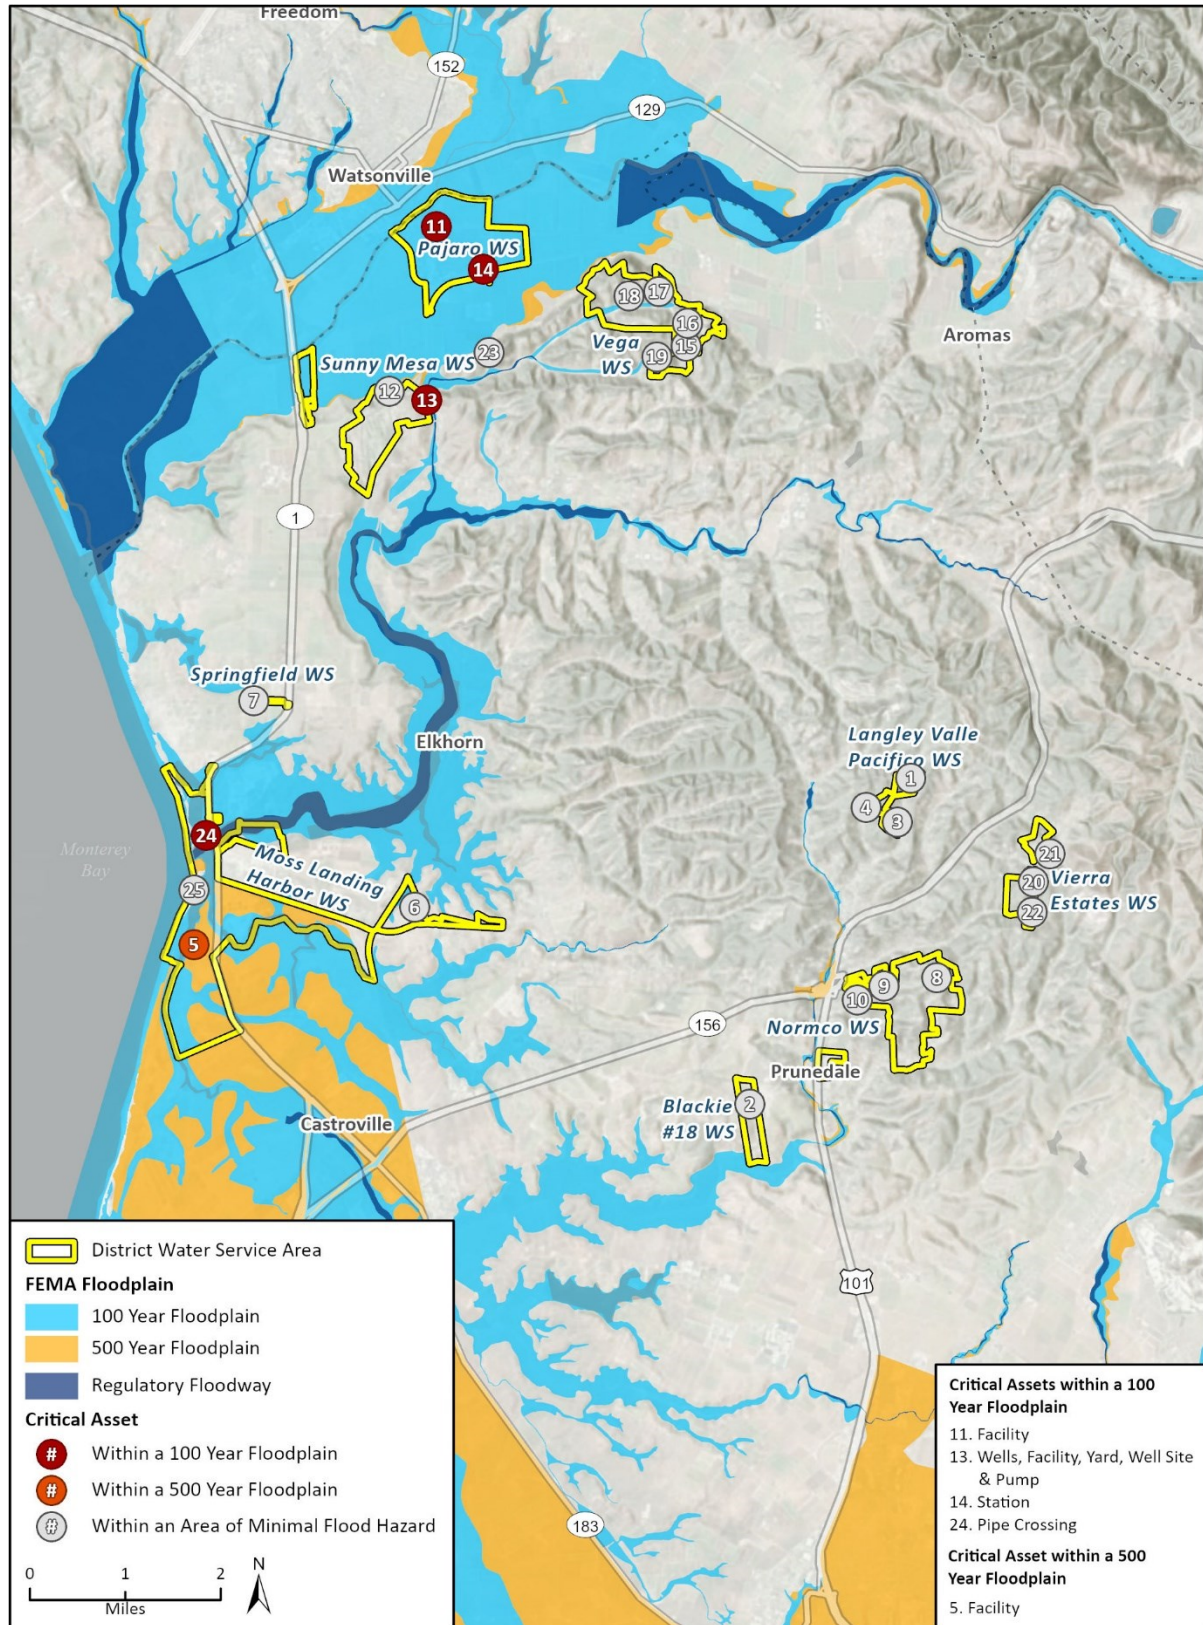 Freedom
152
129
Watsonville
11
Pajaro WS
14
18
17
16
Aromas
Sunny Mesa WS
23
Vega
WS
15
19
12
13
1
Springfield WS
7
Elkhorn
Langley Valle
Pacifico WS
1
4
3
24
Monterey
Bay
Moss Landing
Harbor WS
25
6
21
20
Vierra
Estates WS
22
5
8
9
10
156
Normco WS
Prunedale
Blackie
#18 WS
2
Castroville
101
183
District Water Service Area
FEMA Floodplain
100 Year Floodplain
500 Year Floodplain
Regulatory Floodway
Critical Asset
# Within a 100 Year Floodplain
# Within a 500 Year Floodplain
# Within an Area of Minimal Flood Hazard
0 1 2
Miles
N
Critical Assets within a 100
Year Floodplain
11. Facility
13. Wells, Facility, Yard, Well Site
& Pump
14. Station
24. Pipe Crossing
Critical Asset within a 500
Year Floodplain
5. Facility